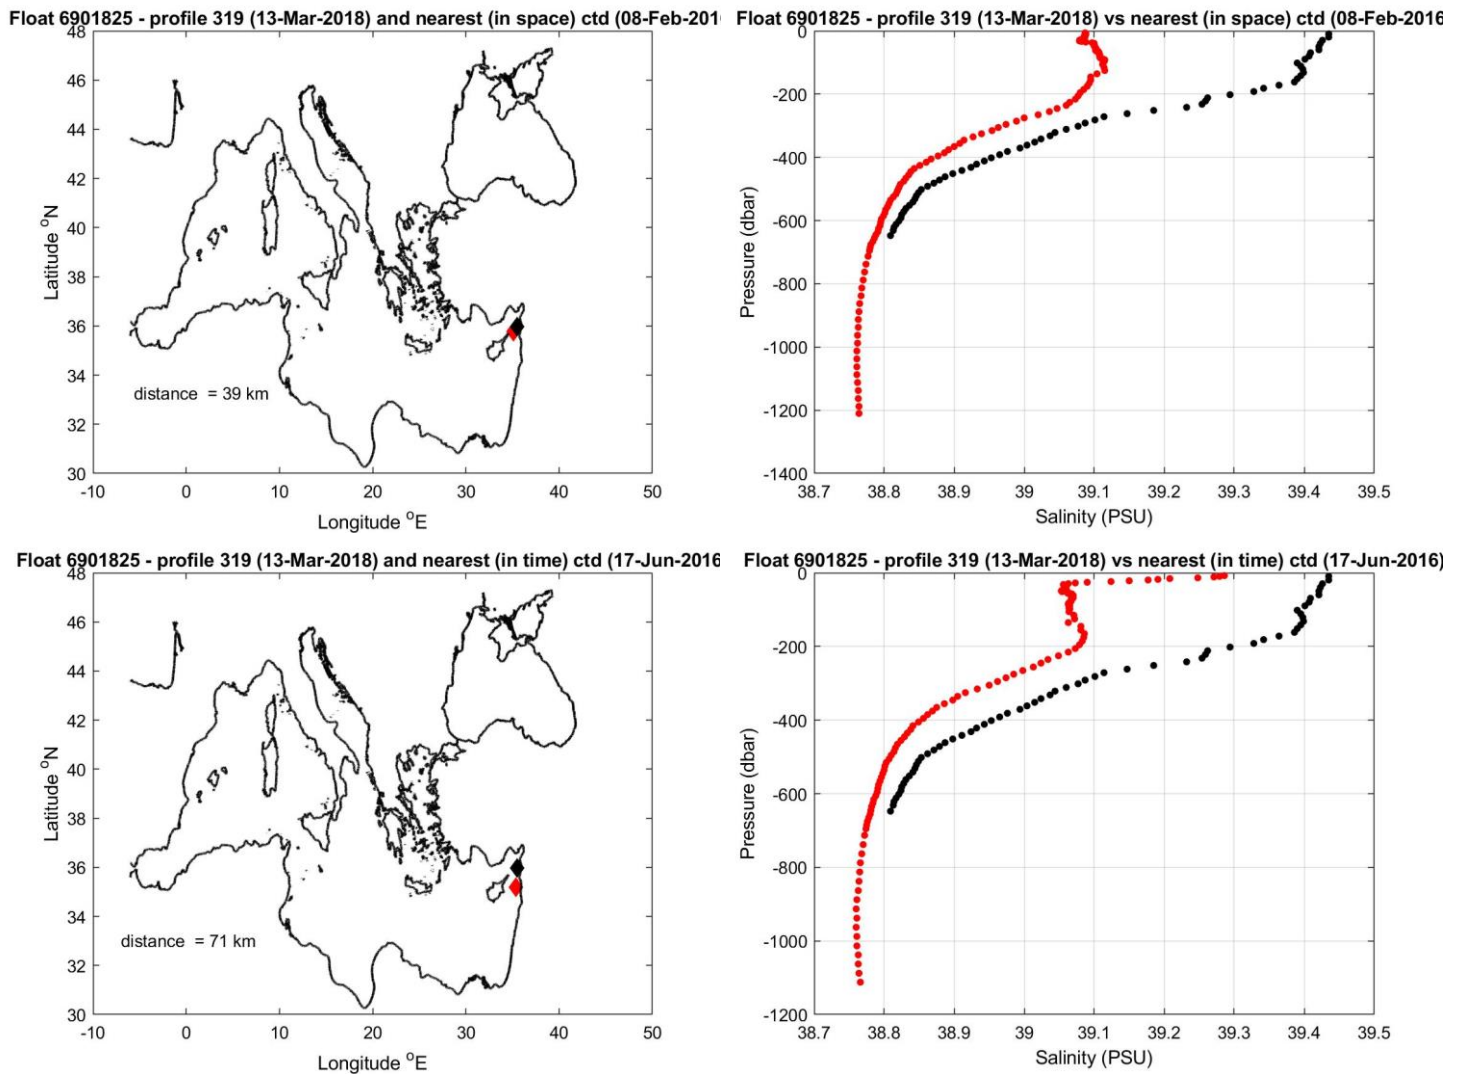 Float 6901825 - profile 319 (13-Mar-2018) and nearest (in space) ctd (08-Feb-201
48
46
44
42
40
38
36
34
32
30
Latitude °N
distance = 39 km
-10 0 10 20 30 40 50
Longitude °E
Float 6901825 - profile 319 (13-Mar-2018) vs nearest (in space) ctd (08-Feb-2016
0
-200
-400
-600
-800
-1000
-1200
-1400
Pressure (dbar)
38.7 38.8 38.9 39 39.1 39.2 39.3 39.4 39.5
Salinity (PSU)
Float 6901825 - profile 319 (13-Mar-2018) and nearest (in time) ctd (17-Jun-2016
48
46
44
42
40
38
36
34
32
30
Latitude °N
distance = 71 km
-10 0 10 20 30 40 50
Longitude °E
Float 6901825 - profile 319 (13-Mar-2018) vs nearest (in time) ctd (17-Jun-2016)
0
-200
-400
-600
-800
-1000
-1200
Pressure (dbar)
38.7 38.8 38.9 39 39.1 39.2 39.3 39.4 39.5
Salinity (PSU)